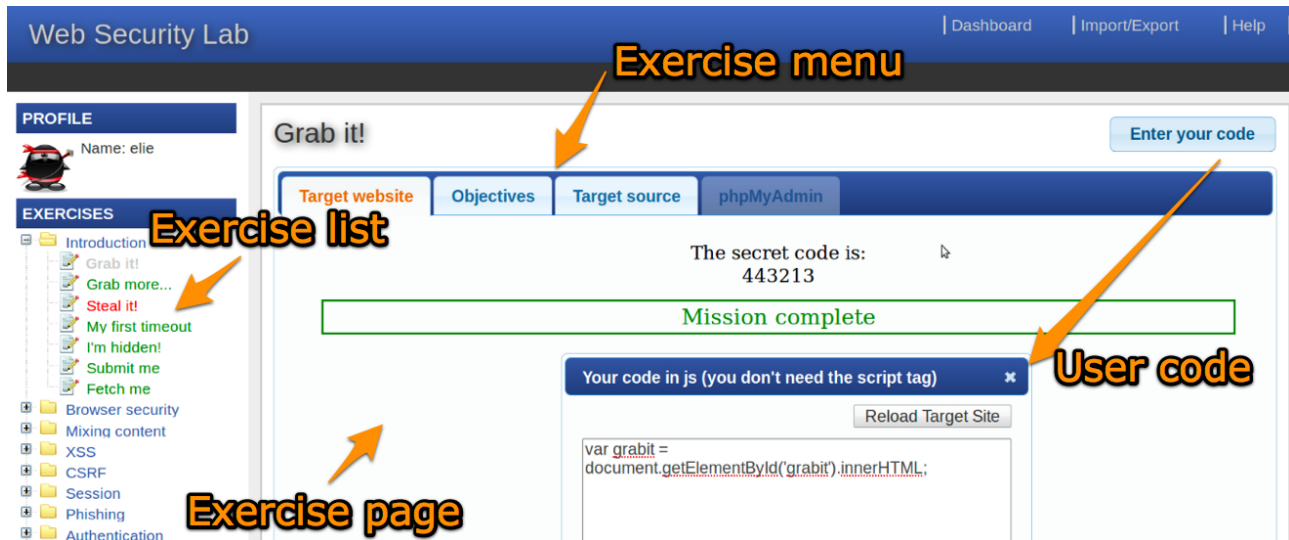 Web Security Lab
Dashboard
Import/Export
Help
Exercise menu
PROFILE
Name: elie
EXERCISES
Exercise list
Introduction
Grab it!
Grab more...
Steal it!
My first timeout
I'm hidden!
Submit me
Fetch me
Browser security
Mixing content
XSS
CSRF
Session
Phishing
Authentication
Grab it!
Enter your code
Target website
Objectives
Target source
phpMyAdmin
The secret code is:
443213
Mission complete
User code
Your code in js (you don't need the script tag)
Reload Target Site
var grabit =
document.getElementById('grabit').innerHTML;
Exercise page